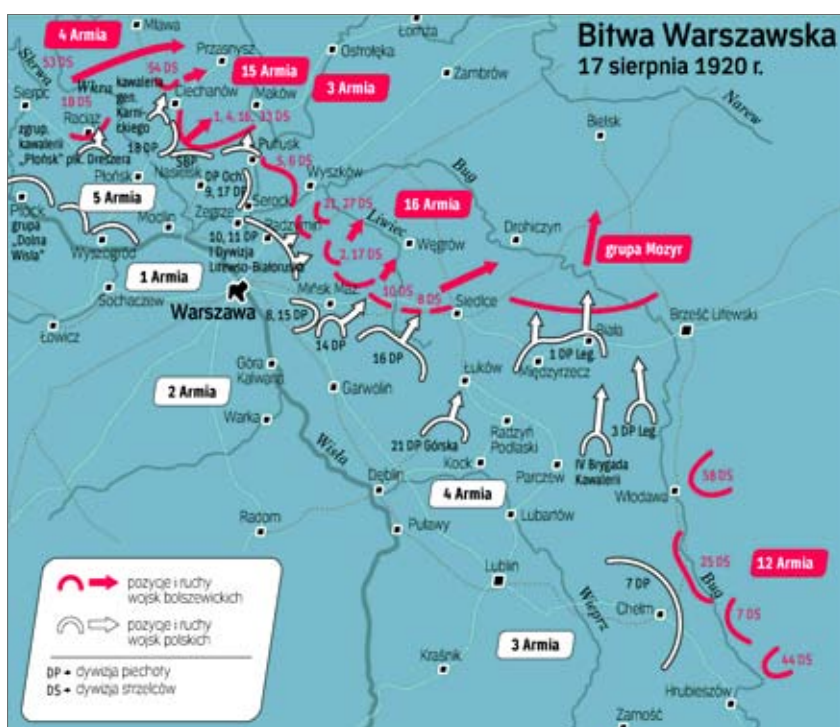 Bitwa Warszawska
17 sierpnia 1920 r.
4 Armia
Mława
Przasnysz
Łomża
Ostrołęka
53 DS
54 DS
15 Armia
3 Armia
Zambrów
Skrwa
Wkra
kawaleria
gen.
Kar-
nickiego
Ciechanów
Maków
Sierpc
18 DS
Raciąż
1, 4, 16, 33 DS
Narew
Bielsk
zgrup.
kawalerii
„Płońsk” płk. Dreszera
18 DP
SBP
Pułtusk
5, 6 DS
Płońsk
Nasielsk
DP Och.
9, 17 DP
Wyszków
Bug
5 Armia
Serock
Płock
grupa
„Dolna
Wisła”
Modlin
Zegrze
21, 27 DS
16 Armia
Liwiec
Drohiczyn
Wyszogród
Radzymin
10, 11 DP
I Dywizja
Litewsko-Białoruska
2, 17 DS
Węgrów
grupa Mozyr
1 Armia
Sochaczew
Warszawa
Mińsk Maz.
10 DS
8 DS
Siedlce
Brześć Litewski
Łowicz
8, 15 DP
14 DP
16 DP
Biała
1 DP Leg.
Międzyrzec
Góra
Kalwaria
Garwolin
Łuków
2 Armia
Warka
Wisła
21 DP Górska
Radzyń
Podlaski
3 DP Leg.
Kock
Parczew
IV Brygada
Kawalerii
58 DS
Dęblin
4 Armia
Włodawa
Radom
Puławy
Lubartów
Lublin
Wieprz
25 DS
12 Armia
Bug
7 DP
Chełm
7 DS
3 Armia
44 DS
Kraśnik
Hrubieszów
Zamość
pozycje i ruchy
wojsk bolszewickich
pozycje i ruchy
wojsk polskich
DP → dywizja piechoty
DS → dywizja strzelców